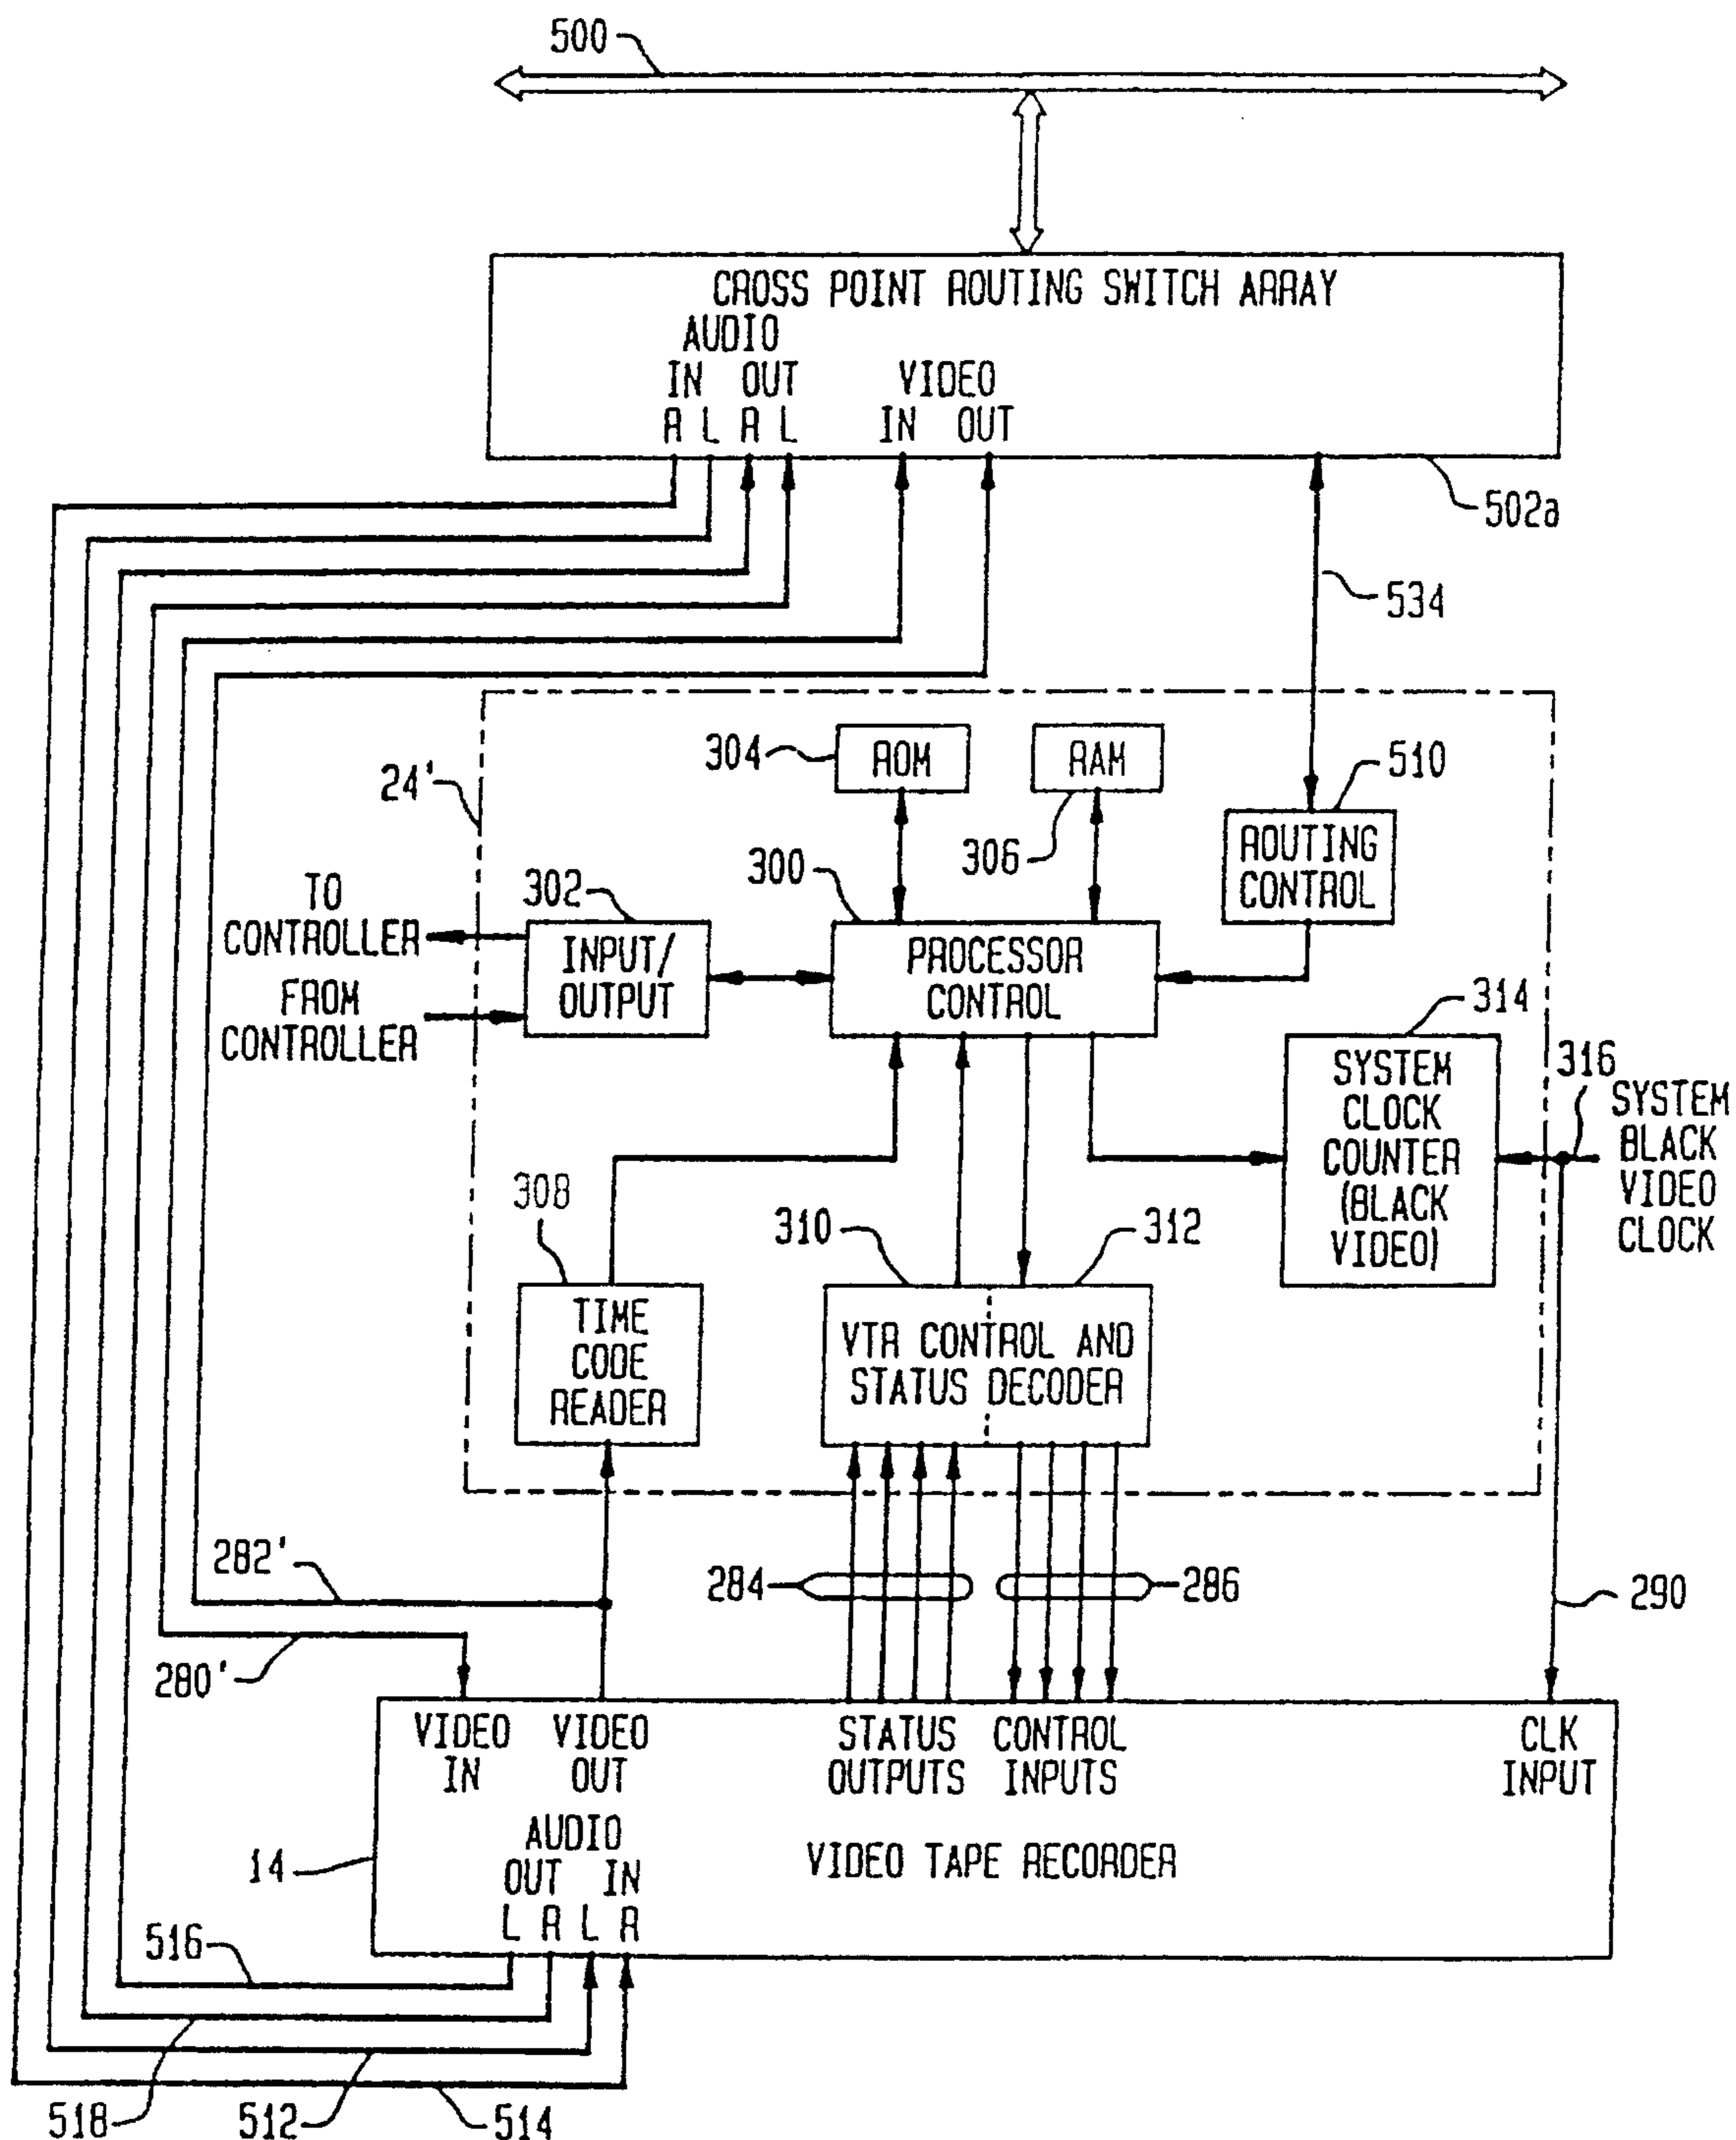 500
CROSS POINT ROUTING SWITCH ARRAY
AUDIO
IN OUT
R L R L
VIDEO
IN OUT
502a
534
24'
304
ROM
RAM
306
510
ROUTING
CONTROL
300
PROCESSOR
CONTROL
302
INPUT/
OUTPUT
TO
CONTROLLER
FROM
CONTROLLER
314
SYSTEM
CLOCK
COUNTER
(BLACK
VIDEO)
316
SYSTEM
BLACK
VIDEO
CLOCK
308
TIME
CODE
READER
310
312
VTR CONTROL AND
STATUS DECODER
282'
280'
284
286
290
VIDEO
IN
VIDEO
OUT
STATUS
OUTPUTS
CONTROL
INPUTS
CLK
INPUT
14
AUDIO
OUT IN
L R L R
VIDEO TAPE RECORDER
516
518
512
514